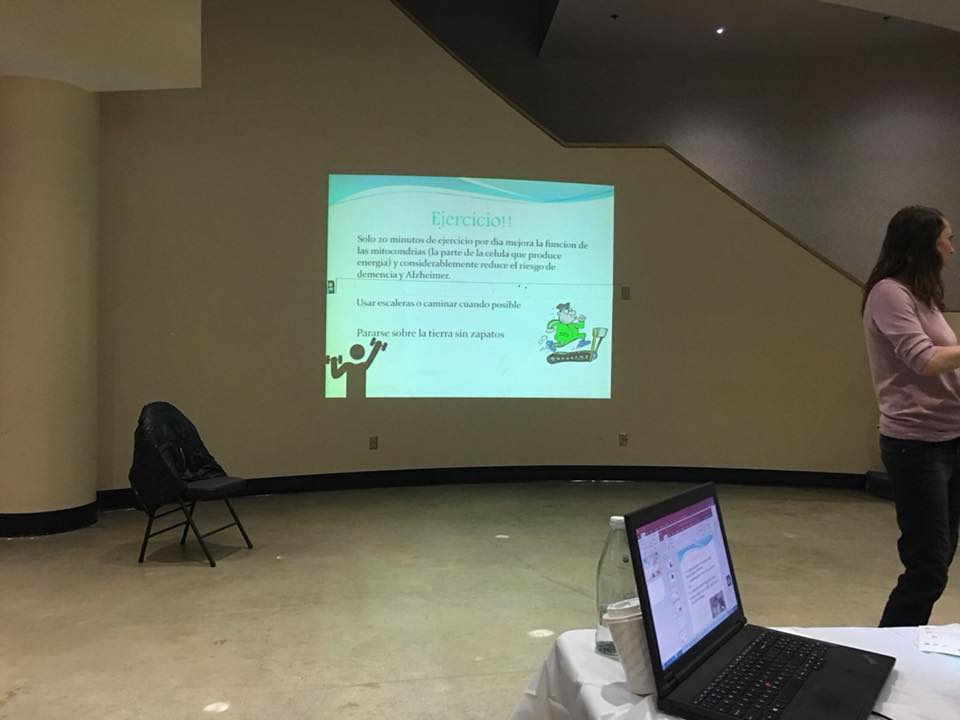 Ejercicio!!
Solo 20 minutos de ejercicio por dia mejora la funcion de
las mitocondrias (la parte de la celula que produce
energia) y considerablemente reduce el riesgo de
demencia y Alzheimer.
Usar escaleras o caminar cuando posible
Pararse sobre la tierra sin zapatos